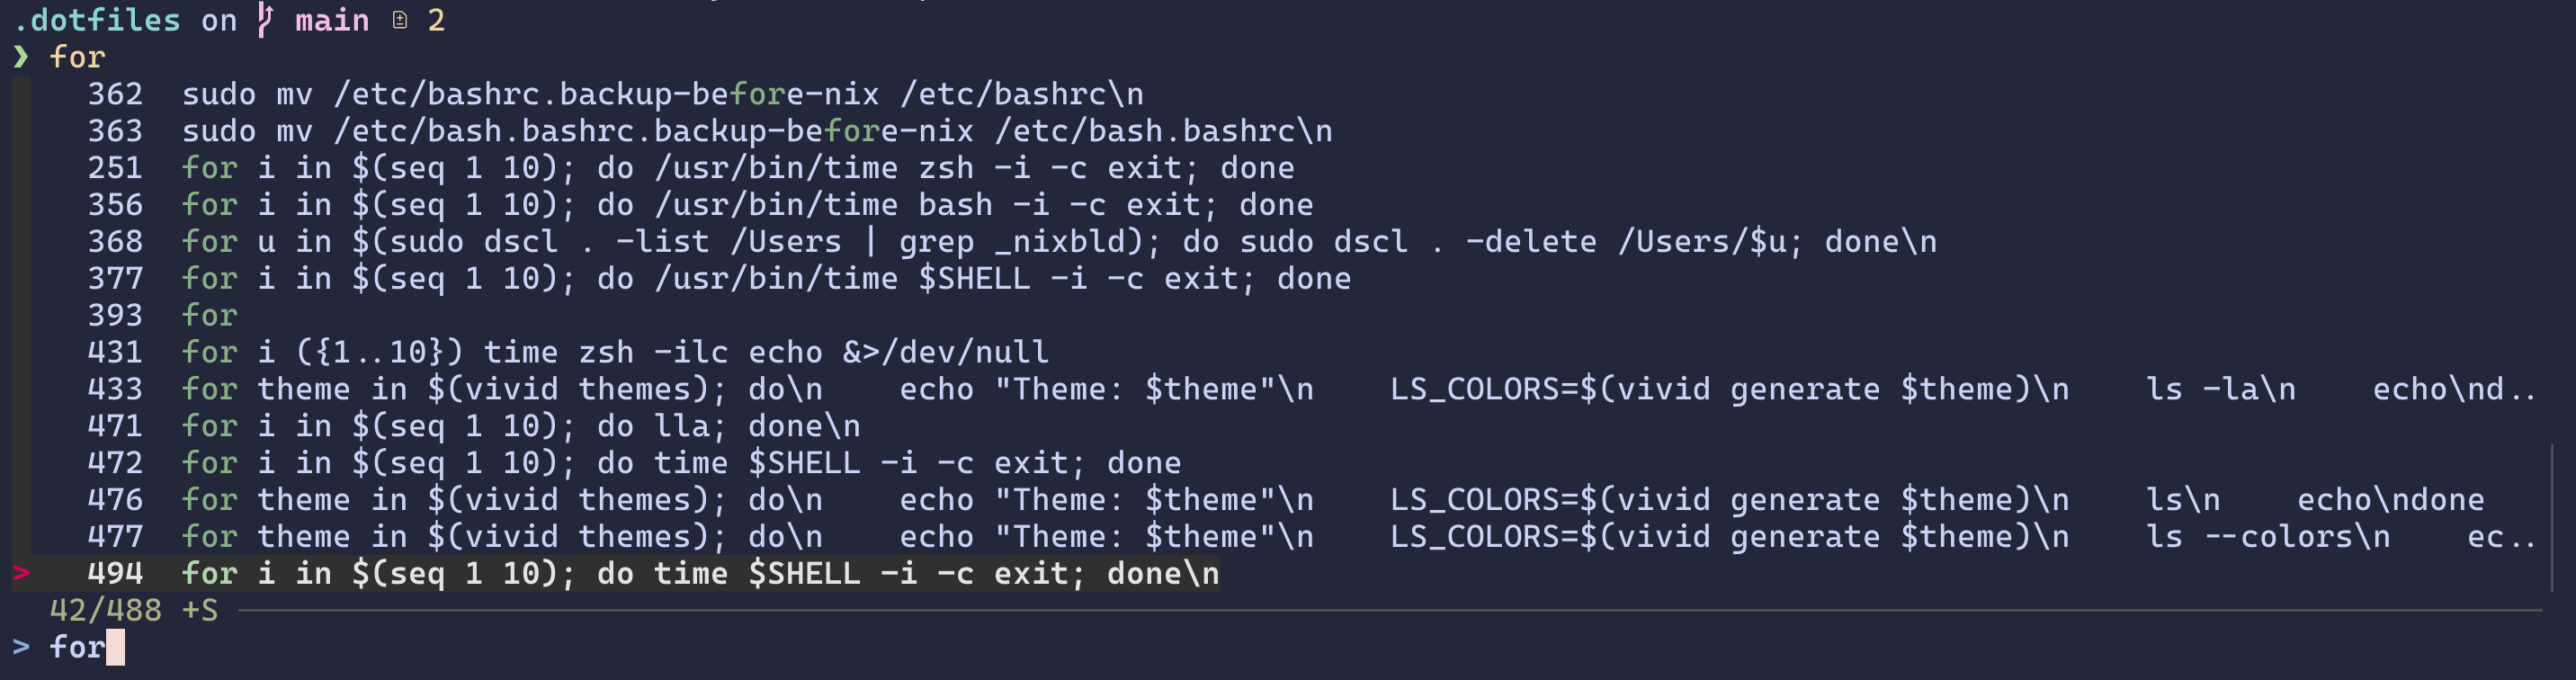 .dotfiles on main 2
❯ for
362 sudo mv /etc/bashrc.backup-before-nix /etc/bashrc\n
363 sudo mv /etc/bash.bashrc.backup-before-nix /etc/bash.bashrc\n
251 for i in $(seq 1 10); do /usr/bin/time zsh -i -c exit; done
356 for i in $(seq 1 10); do /usr/bin/time bash -i -c exit; done
368 for u in $(sudo dscl . -list /Users | grep _nixbld); do sudo dscl . -delete /Users/$u; done\n
377 for i in $(seq 1 10); do /usr/bin/time $SHELL -i -c exit; done
393 for
431 for i ({1..10}) time zsh -ilc echo &>/dev/null
433 for theme in $(vivid themes); do\n    echo "Theme: $theme"\n    LS_COLORS=$(vivid generate $theme)\n    ls -la\n    echo\nd..
471 for i in $(seq 1 10); do lla; done\n
472 for i in $(seq 1 10); do time $SHELL -i -c exit; done
476 for theme in $(vivid themes); do\n    echo "Theme: $theme"\n    LS_COLORS=$(vivid generate $theme)\n    ls\n    echo\ndone
477 for theme in $(vivid themes); do\n    echo "Theme: $theme"\n    LS_COLORS=$(vivid generate $theme)\n    ls --colors\n    ec..
> 494 for i in $(seq 1 10); do time $SHELL -i -c exit; done\n
42/488 +S
> for